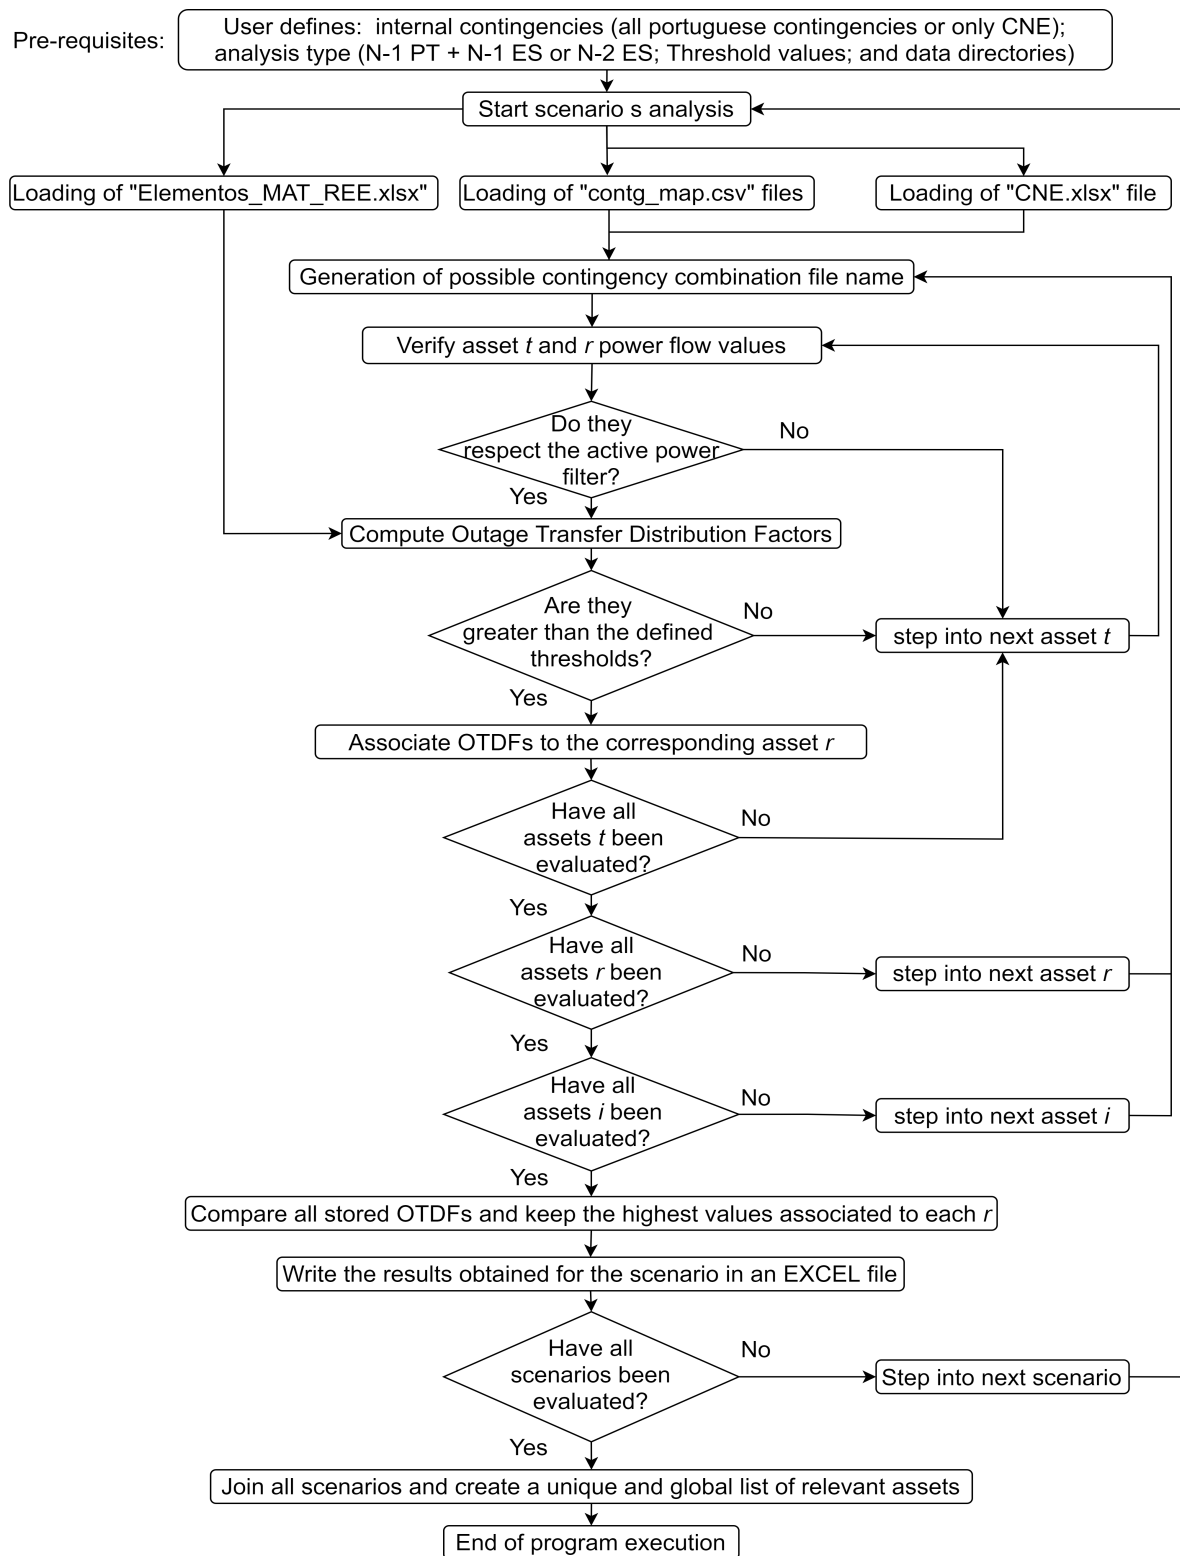 Pre-requisites:
User defines: internal contingencies (all portuguese contingencies or only CNE);
analysis type (N-1 PT + N-1 ES or N-2 ES; Threshold values; and data directories)
Start scenario s analysis
Loading of "Elementos_MAT_REE.xlsx"
Loading of "contg_map.csv" files
Loading of "CNE.xlsx" file
Generation of possible contingency combination file name
Verify asset t and r power flow values
Do they
respect the active power
filter?
No
Yes
Compute Outage Transfer Distribution Factors
Are they
greater than the defined
thresholds?
No
step into next asset t
Yes
Associate OTDFs to the corresponding asset r
Have all
assets t been
evaluated?
No
Yes
Have all
assets r been
evaluated?
No
step into next asset r
Yes
Have all
assets i been
evaluated?
No
step into next asset i
Yes
Compare all stored OTDFs and keep the highest values associated to each r
Write the results obtained for the scenario in an EXCEL file
Have all
scenarios been
evaluated?
No
Step into next scenario
Yes
Join all scenarios and create a unique and global list of relevant assets
End of program execution